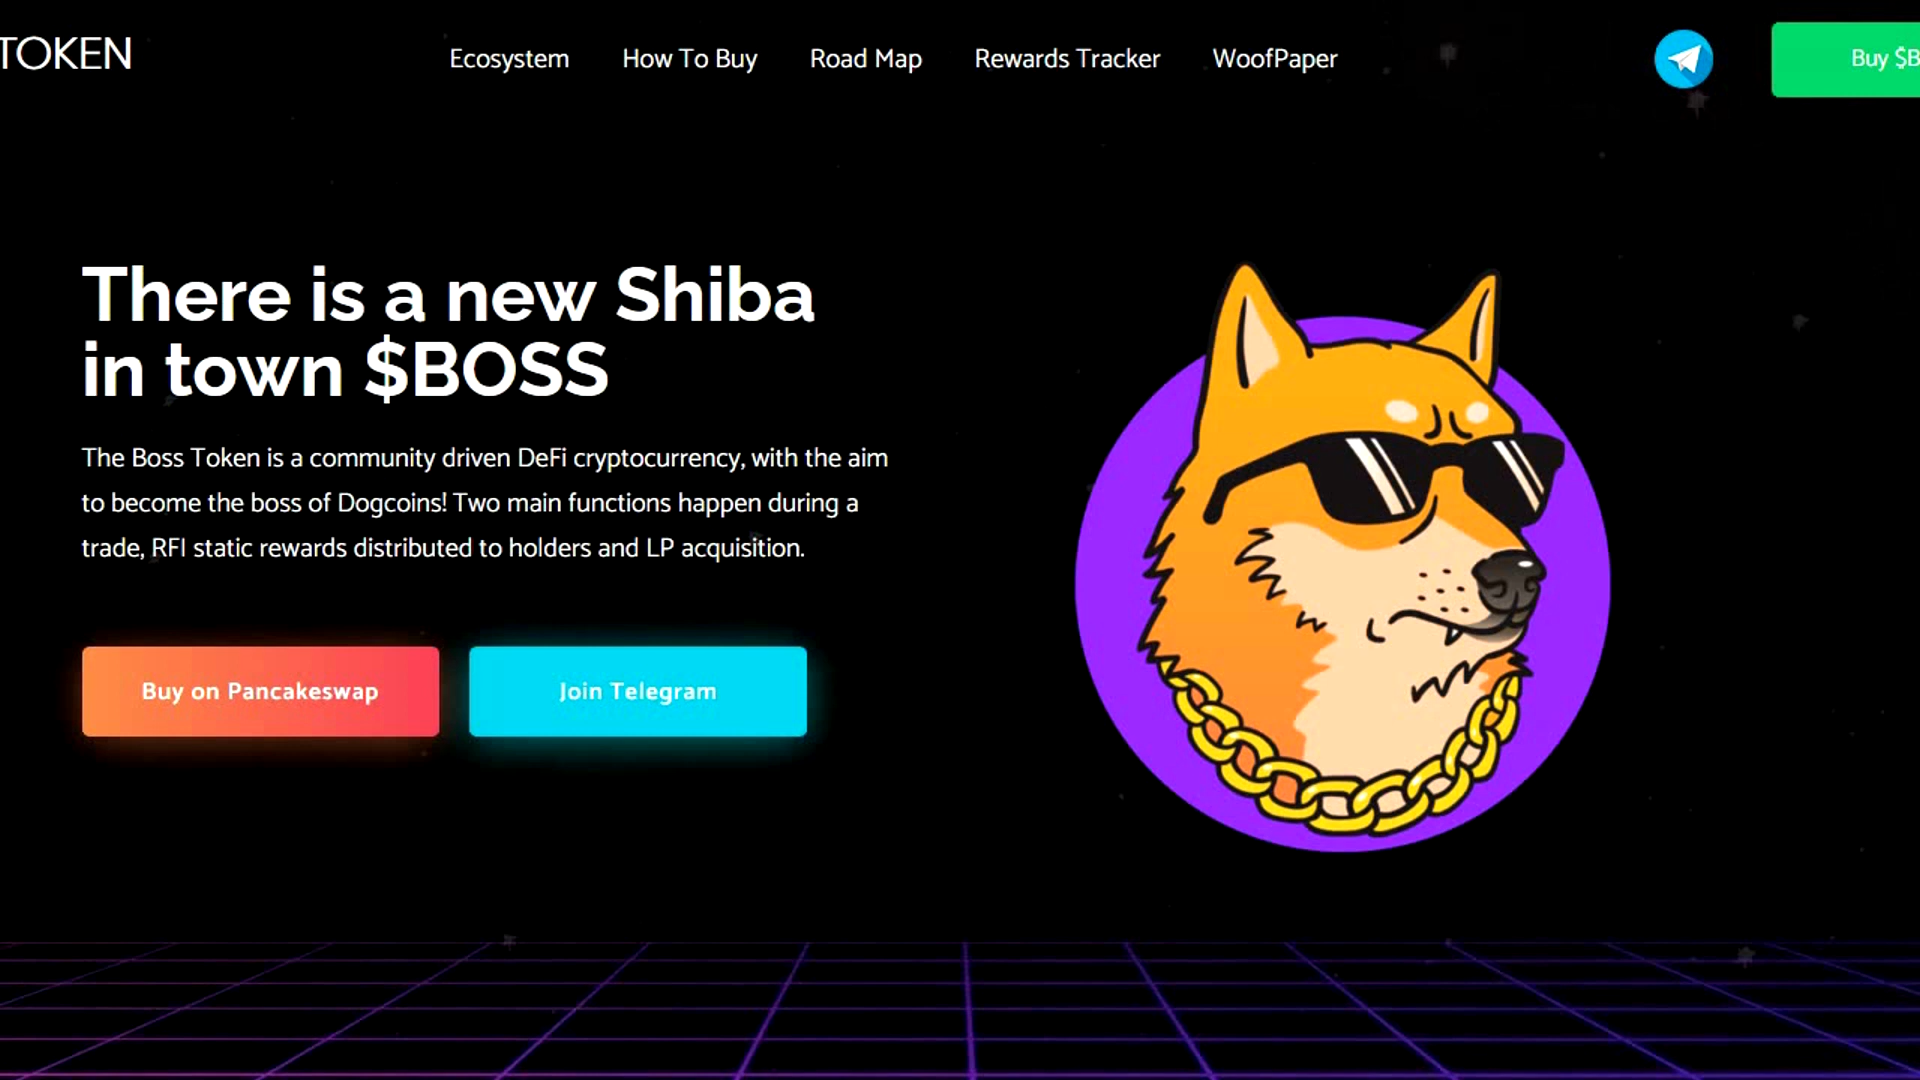 TOKEN
Ecosystem
How To Buy
Road Map
Rewards Tracker
WoofPaper
Buy $B
There is a new Shiba
in town $BOSS
The Boss Token is a community driven DeFi cryptocurrency, with the aim
to become the boss of Dogcoins! Two main functions happen during a
trade, RFI static rewards distributed to holders and LP acquisition.
Buy on Pancakeswap
Join Telegram